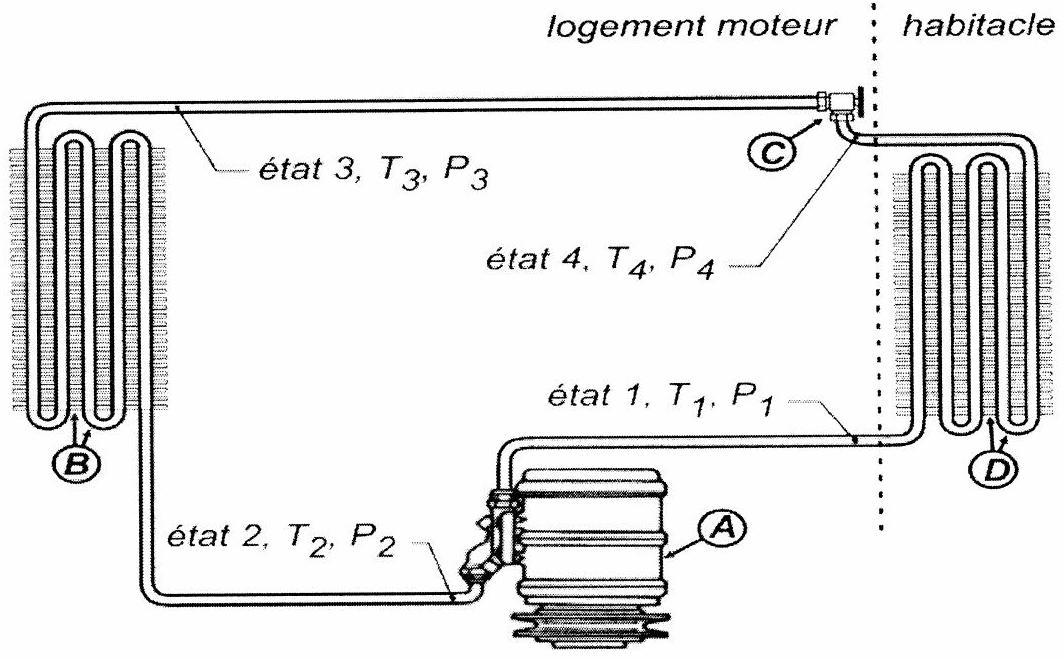 logement moteur
habitacle
C
état 3, T3, P3
état 4, T4, P4
état 1, T1, P1
B
D
A
état 2, T2, P2